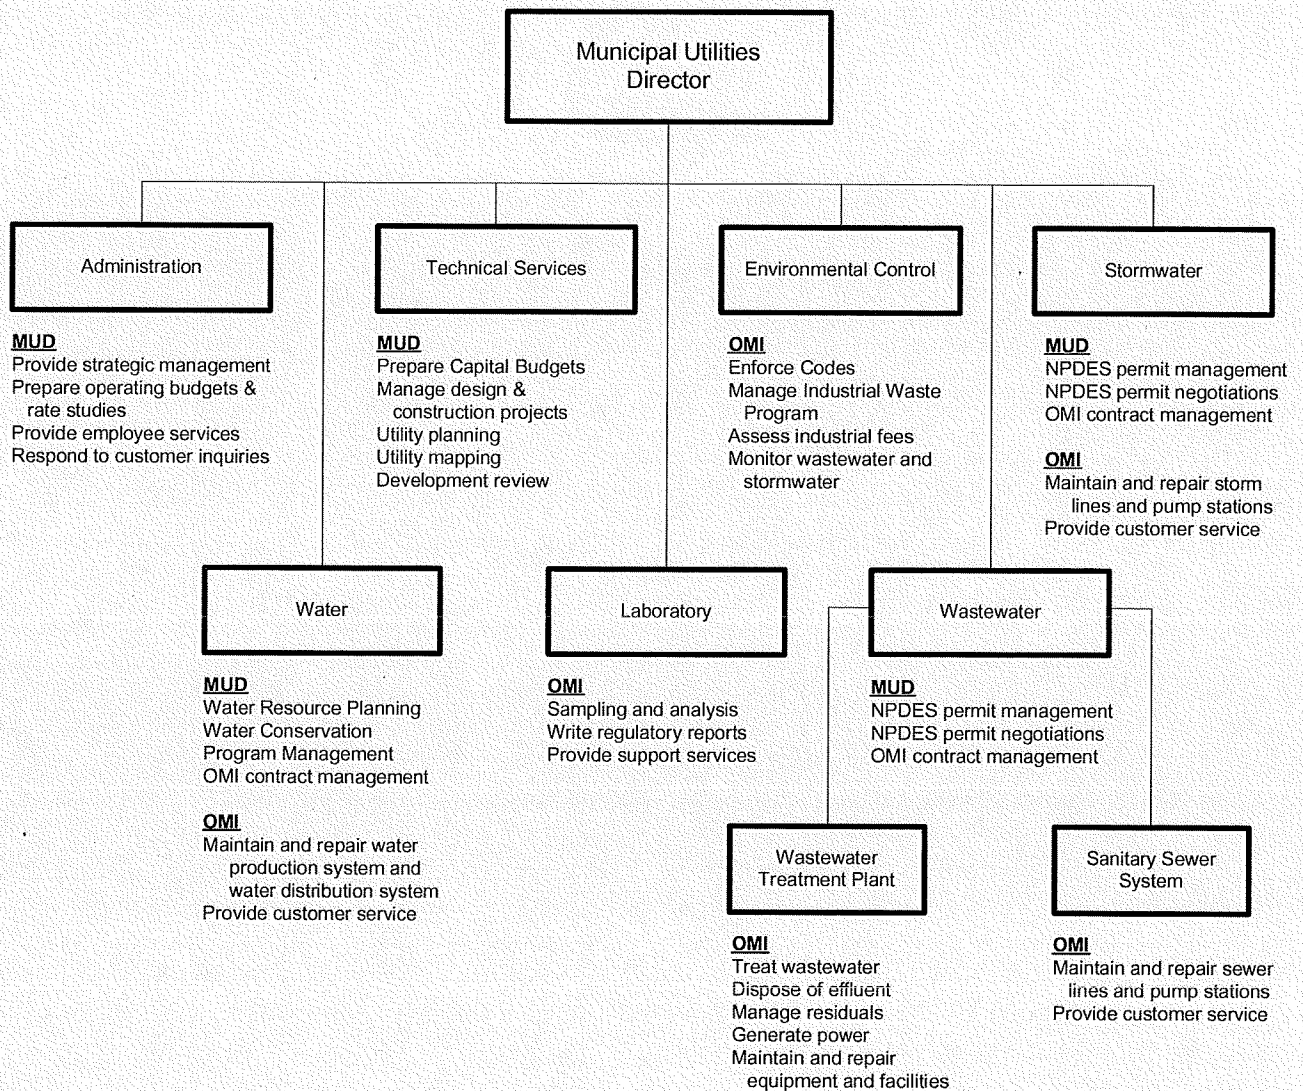 Municipal Utilities
Director
Administration
MUD
Provide strategic management
Prepare operating budgets &
rate studies
Provide employee services
Respond to customer inquiries
Technical Services
MUD
Prepare Capital Budgets
Manage design &
construction projects
Utility planning
Utility mapping
Development review
Environmental Control
OMI
Enforce Codes
Manage Industrial Waste
Program
Assess industrial fees
Monitor wastewater and
stormwater
Stormwater
MUD
NPDES permit management
NPDES permit negotiations
OMI contract management
OMI
Maintain and repair storm
lines and pump stations
Provide customer service
Water
MUD
Water Resource Planning
Water Conservation
Program Management
OMI contract management
OMI
Maintain and repair water
production system and
water distribution system
Provide customer service
Laboratory
OMI
Sampling and analysis
Write regulatory reports
Provide support services
Wastewater
MUD
NPDES permit management
NPDES permit negotiations
OMI contract management
Wastewater
Treatment Plant
OMI
Treat wastewater
Dispose of effluent
Manage residuals
Generate power
Maintain and repair
equipment and facilities
Sanitary Sewer
System
OMI
Maintain and repair sewer
lines and pump stations
Provide customer service